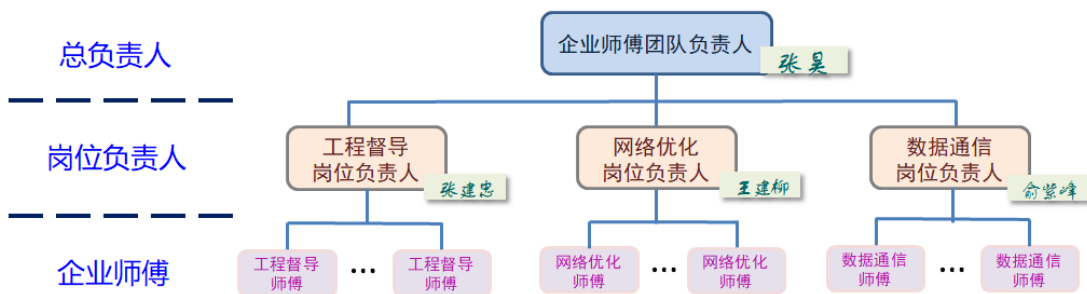 总负责人
企业师傅团队负责人
张昊
岗位负责人
工程督导
岗位负责人
张建忠
网络优化
岗位负责人
王建柳
数据通信
岗位负责人
俞紫峰
企业师傅
工程督导
师傅
...
工程督导
师傅
网络优化
师傅
...
网络优化
师傅
数据通信
师傅
...
数据通信
师傅